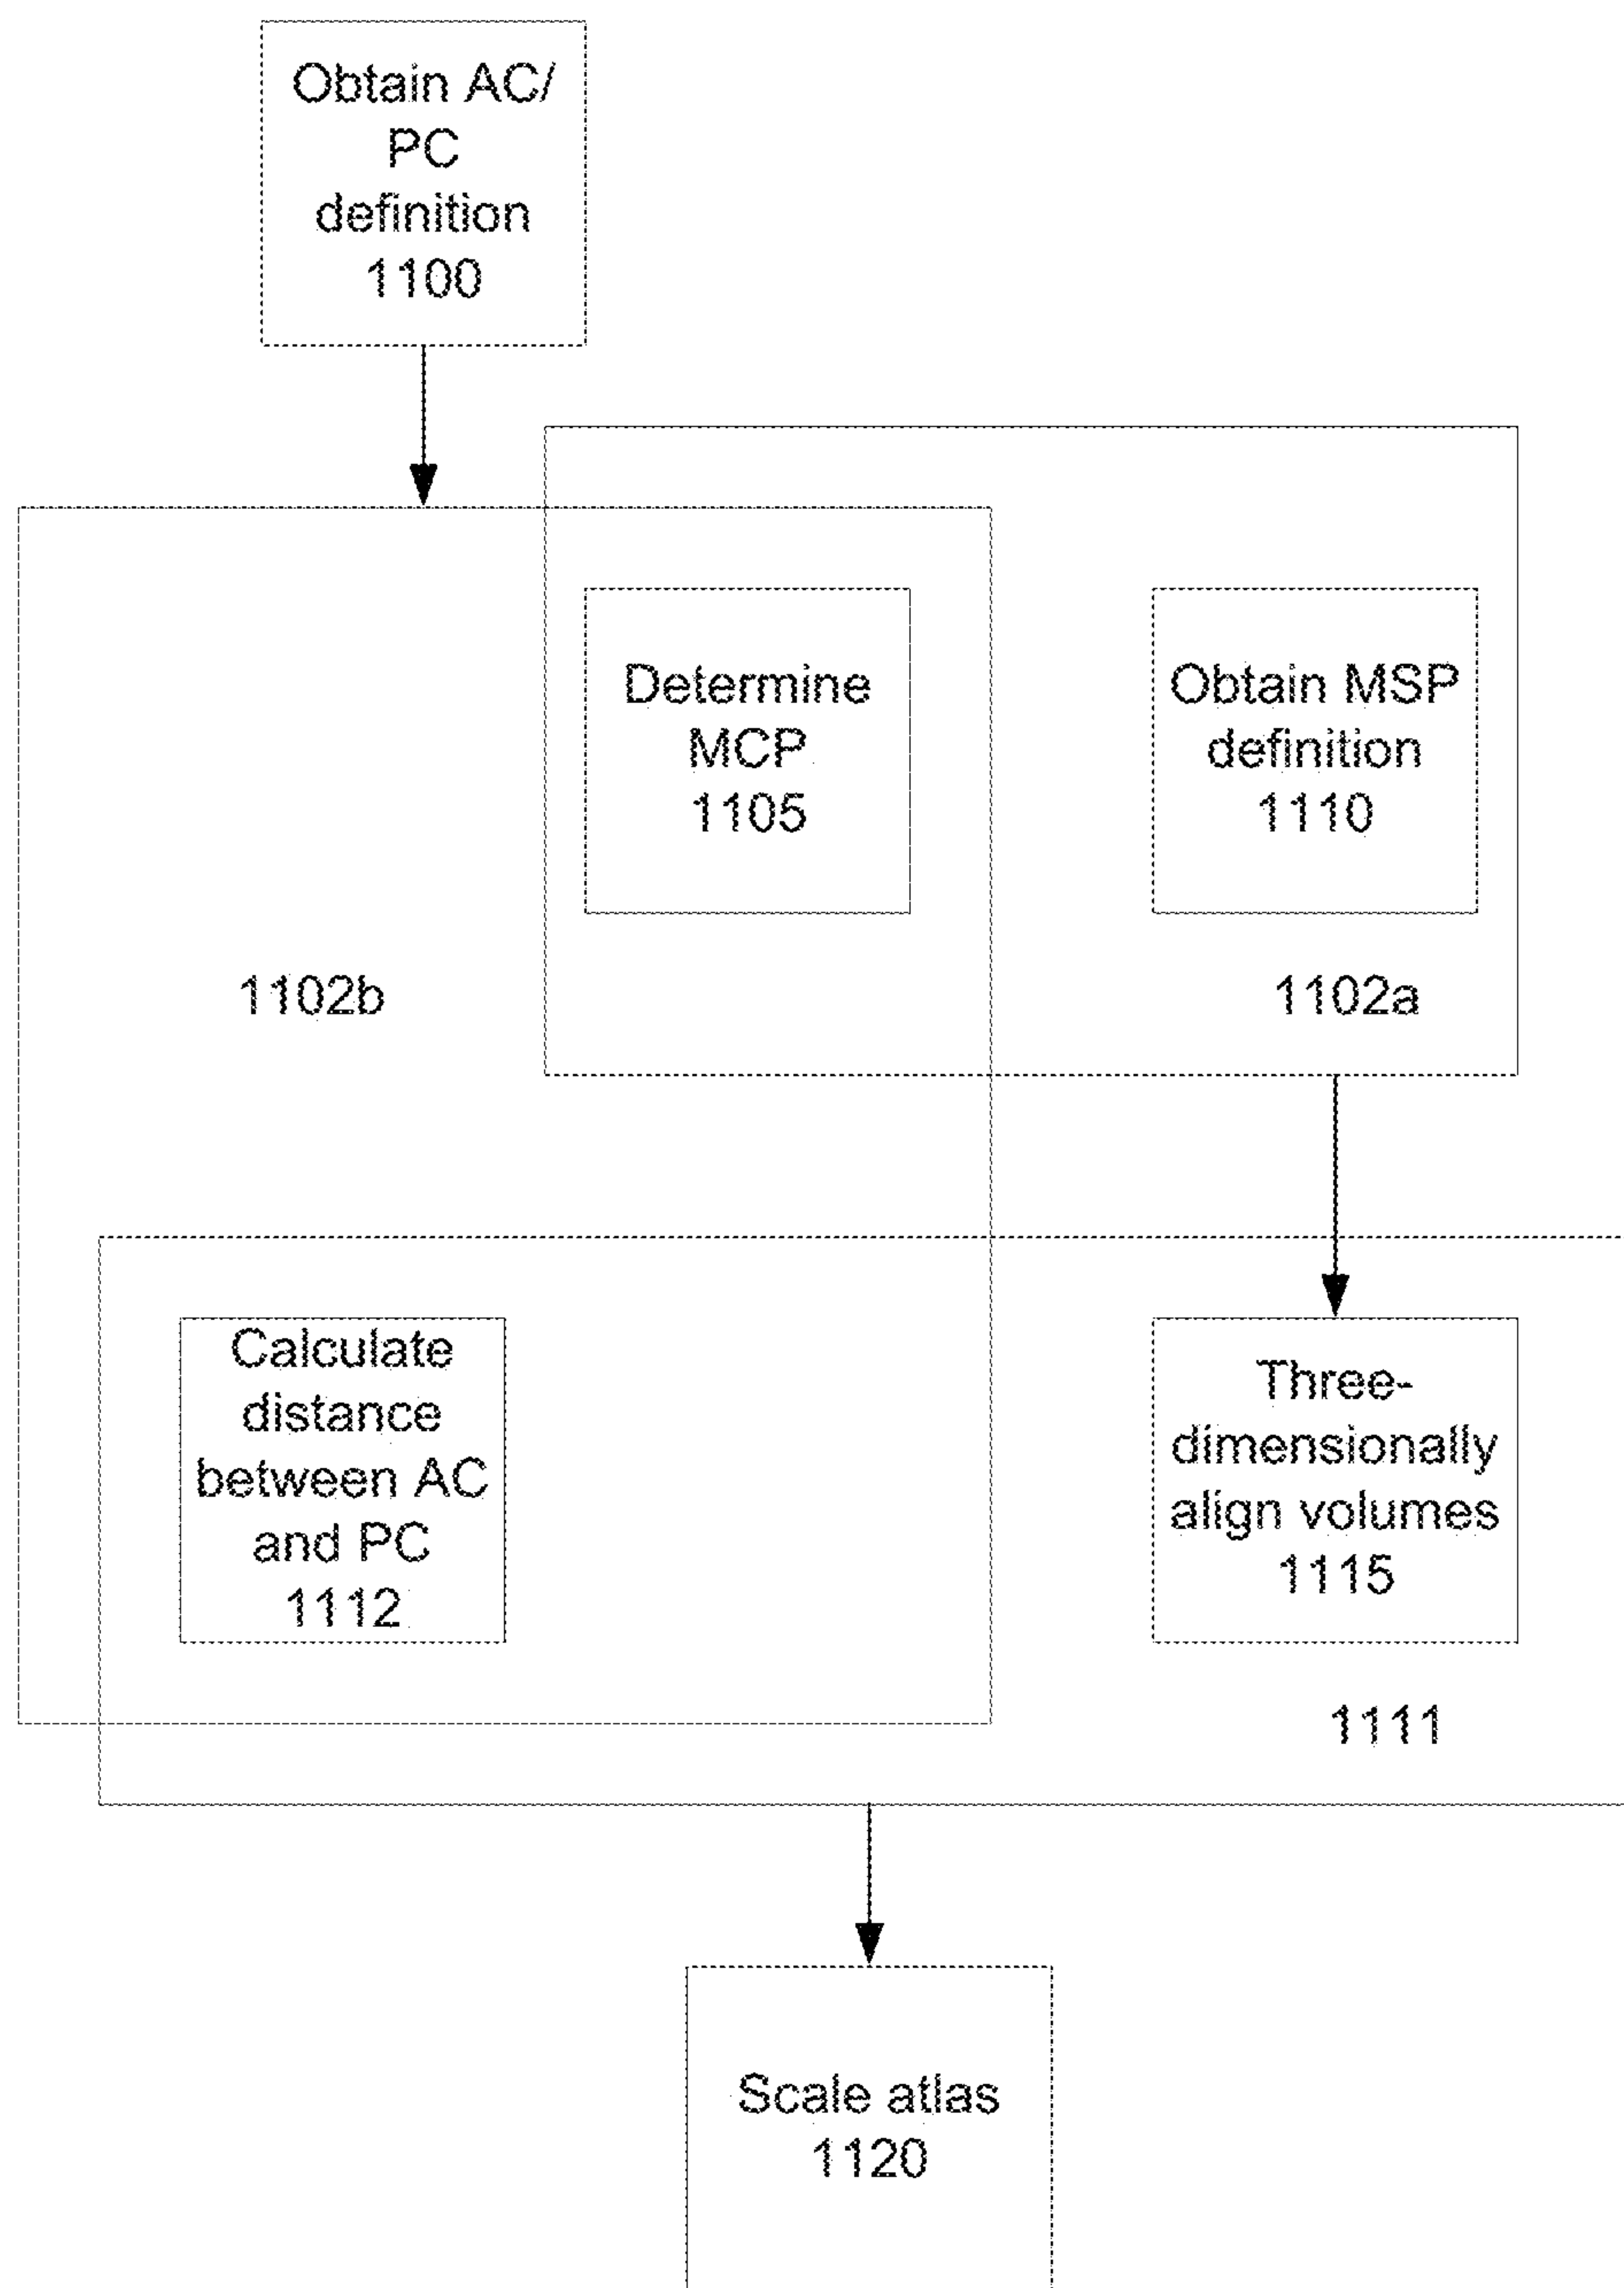 Obtain AC/
PC
definition
1100
Determine
MCP
1105
Obtain MSP
definition
1110
1102b
1102a
Calculate
distance
between AC
and PC
1112
Three-
dimensionally
align volumes
1115
1111
Scale atlas
1120